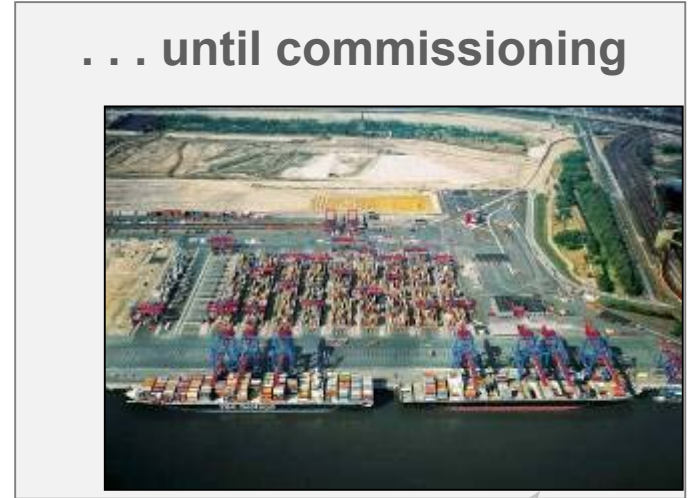 . . . until commissioning